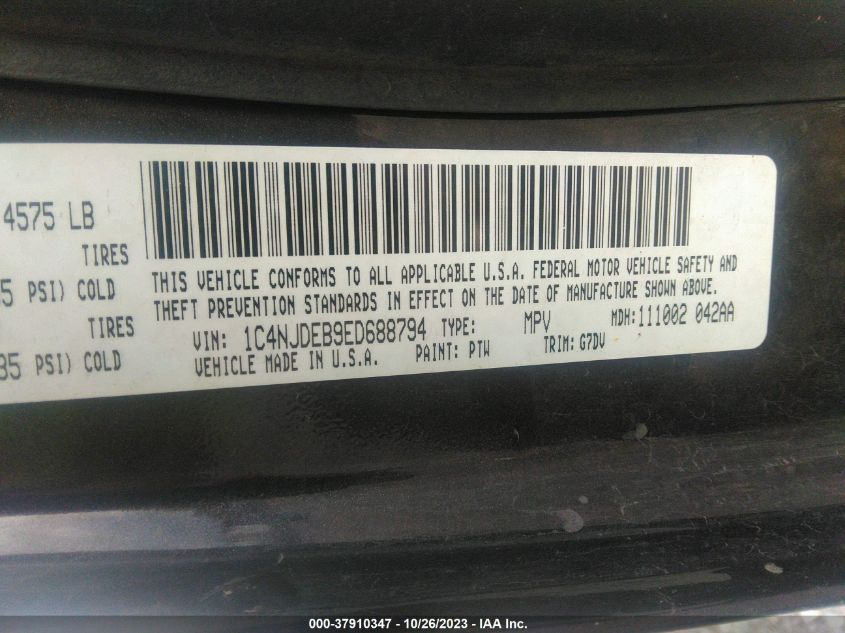 4575 LB
TIRES
5 PSI) COLD
TIRES
35 PSI) COLD
THIS VEHICLE CONFORMS TO ALL APPLICABLE U.S.A. FEDERAL MOTOR VEHICLE SAFETY AND
THEFT PREVENTION STANDARDS IN EFFECT ON THE DATE OF MANUFACTURE SHOWN ABOVE.
VIN: 1C4NJDEB9ED688794 TYPE: MPV MDH: 111002 042AA
VEHICLE MADE IN U.S.A. PAINT: PTW TRIM: G7DV
000-37910347 - 10/26/2023 - IAA Inc.